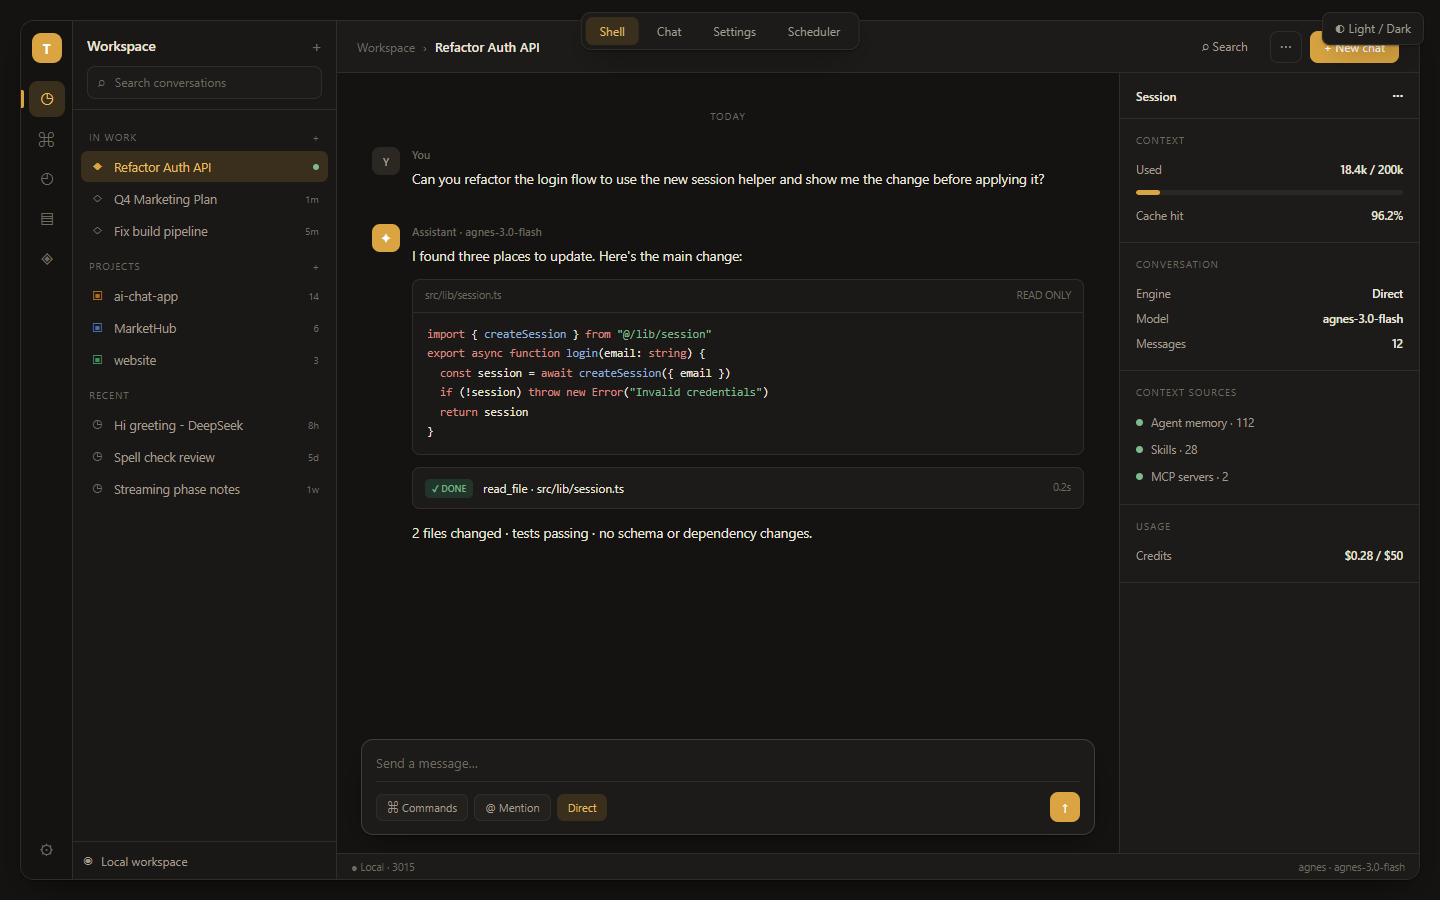 Shell
Chat
Settings
Scheduler
Light / Dark
T
Workspace
+
Search conversations
IN WORK +
Refactor Auth API
Q4 Marketing Plan 1m
Fix build pipeline 5m
PROJECTS +
ai-chat-app 14
MarketHub 6
website 3
RECENT
Hi greeting - DeepSeek 8h
Spell check review 5d
Streaming phase notes 1w
Local workspace
Workspace › Refactor Auth API
Search
···
+ New chat
TODAY
Y
You
Can you refactor the login flow to use the new session helper and show me the change before applying it?
Assistant · agnes-3.0-flash
I found three places to update. Here's the main change:
src/lib/session.ts READ ONLY
import { createSession } from "@/lib/session"
export async function login(email: string) {
const session = await createSession({ email })
if (!session) throw new Error("Invalid credentials")
return session
}
✓ DONE read_file · src/lib/session.ts 0.2s
2 files changed · tests passing · no schema or dependency changes.
Send a message...
⌘ Commands
@ Mention
Direct
↑
Local · 3015
agnes · agnes-3.0-flash
Session ···
CONTEXT
Used 18.4k / 200k
Cache hit 96.2%
CONVERSATION
Engine Direct
Model agnes-3.0-flash
Messages 12
CONTEXT SOURCES
Agent memory · 112
Skills · 28
MCP servers · 2
USAGE
Credits $0.28 / $50